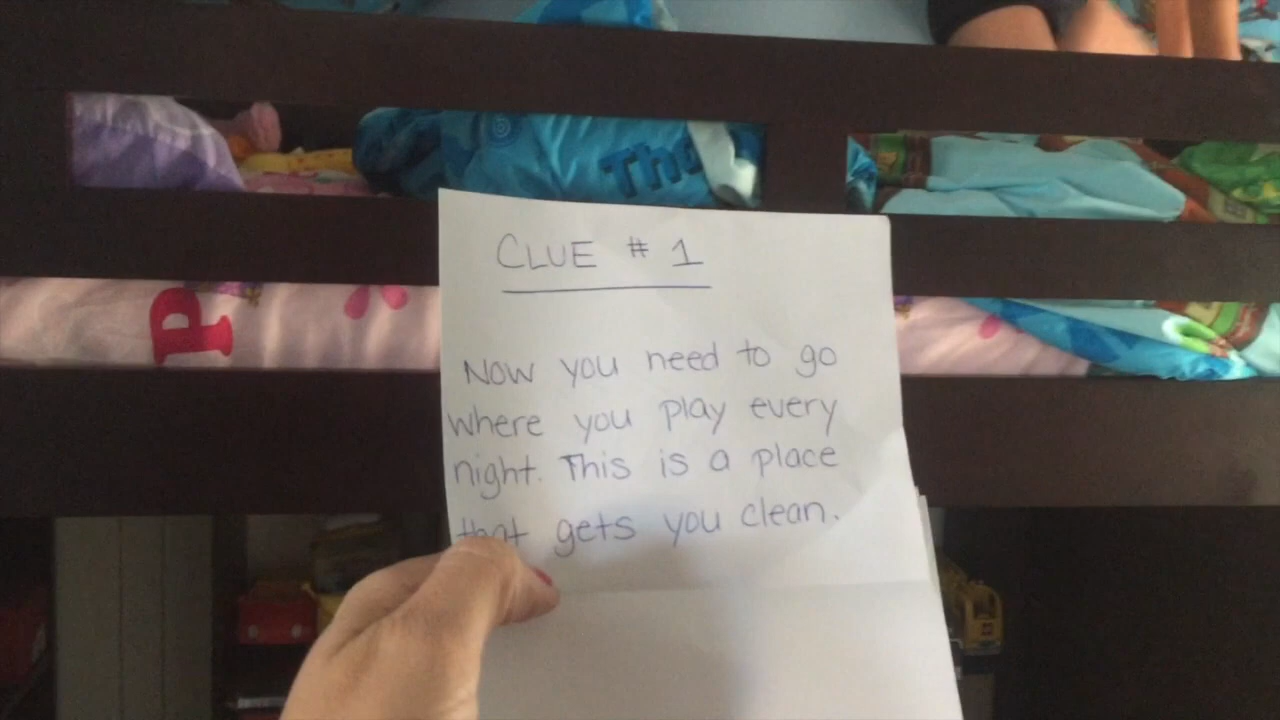 Tho
P
CLUE # 1
Now you need to go
where you play every
night. This is a place
that gets you clean.